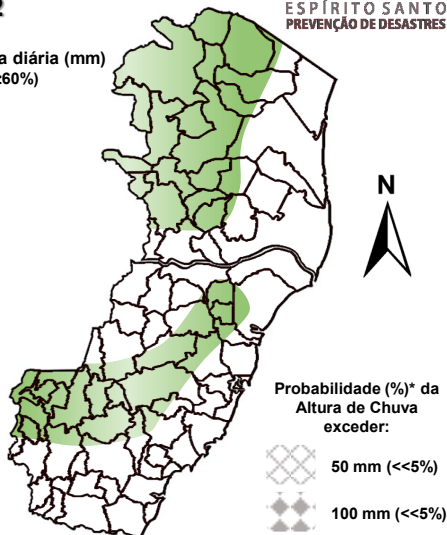 ESPÍRITO SANTO
PREVENÇÃO DE DESASTRES
diária (mm)
60%)
N
Probabilidade (%)* da
Altura de Chuva
exceder:
50 mm (<<5%)
100 mm (<<5%)